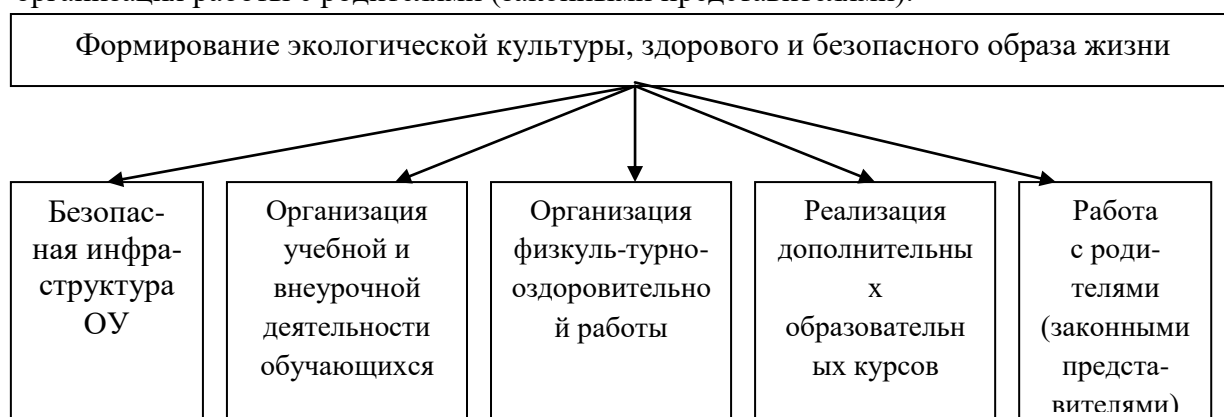 организация работы с родителями (законными представителями).
Формирование экологической культуры, здорового и безопасного образа жизни
Безопас-
ная инфра-
структура
ОУ
Организация
учебной и
внеурочной
деятельности
обучающихся
Организация
физкуль-турно-
оздоровительно
й работы
Реализация
дополнительны
х
образовательн
ых курсов
Работа
с роди-
телями
(законными
предста-
вителями)